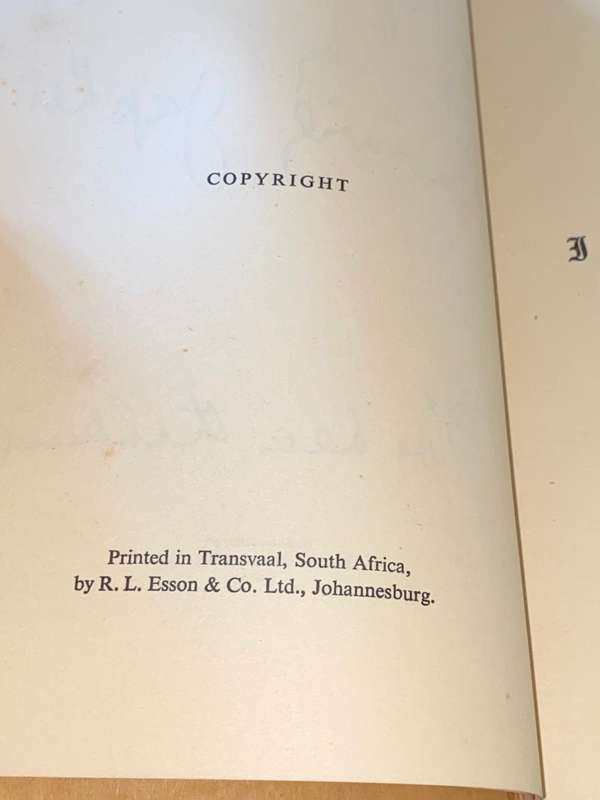 COPYRIGHT
Printed in Transvaal, South Africa,
by R. L. Esson & Co. Ltd., Johannesburg.
I